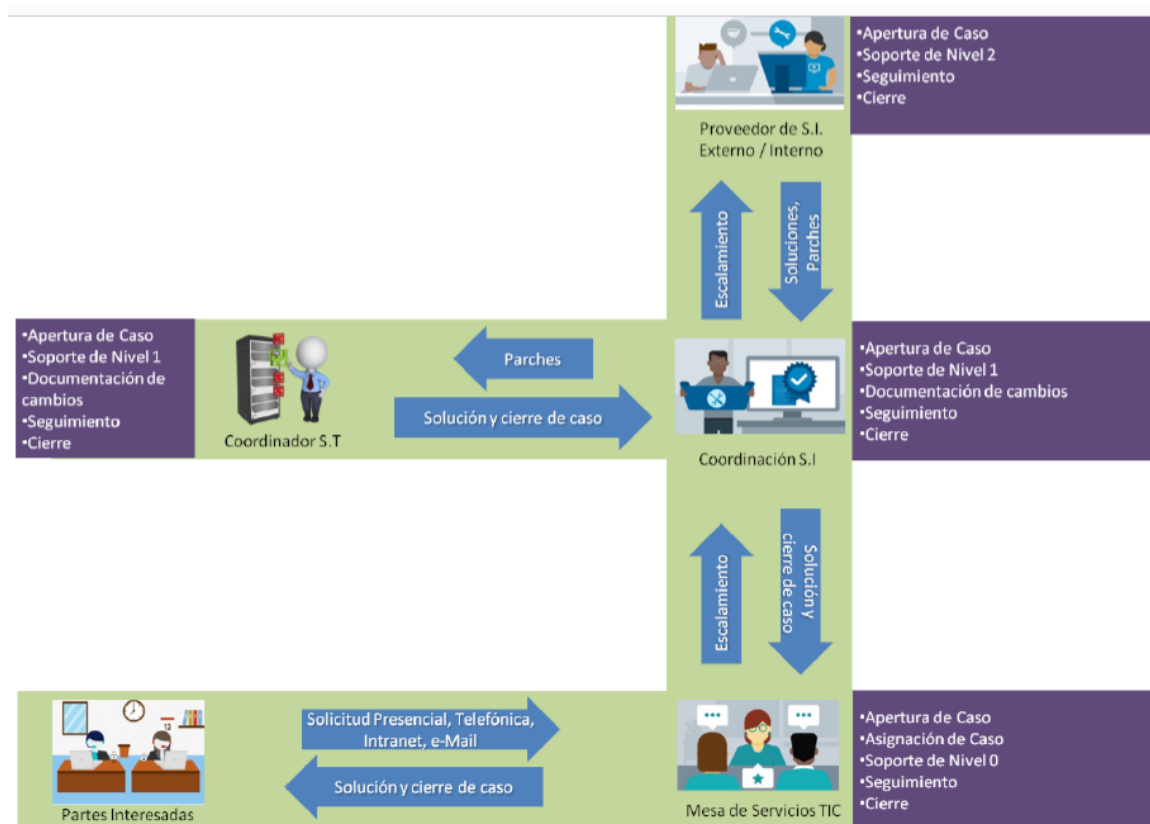 •Apertura de Caso
•Soporte de Nivel 2
•Seguimiento
•Cierre
Proveedor de S.I.
Externo / Interno
Escalamiento
Soluciones,
Parches
•Apertura de Caso
•Soporte de Nivel 1
•Documentación de
cambios
•Seguimiento
•Cierre
Coordinador S.T
Parches
Solución y cierre de caso
Coordinación S.I
•Apertura de Caso
•Soporte de Nivel 1
•Documentación de cambios
•Seguimiento
•Cierre
Escalamiento
Solución y
cierre de caso
Partes Interesadas
Solicitud Presencial, Telefónica,
Intranet, e-Mail
Solución y cierre de caso
Mesa de Servicios TIC
•Apertura de Caso
•Asignación de Caso
•Soporte de Nivel 0
•Seguimiento
•Cierre
12